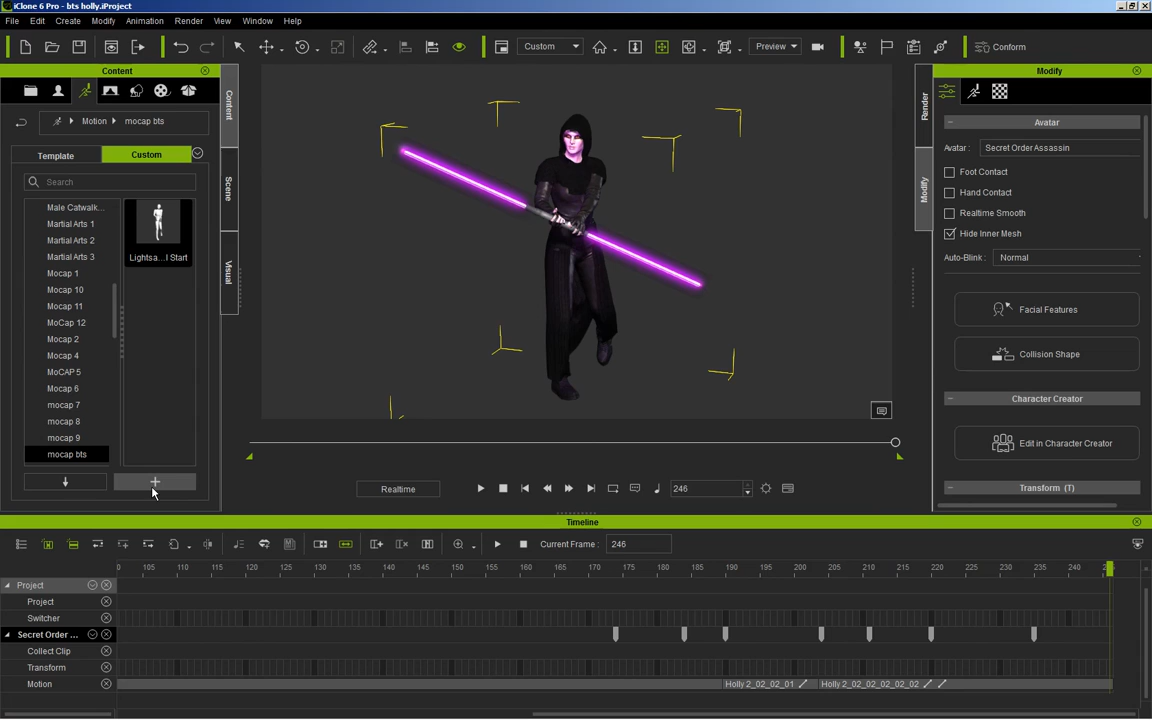 iClone 6 Pro - bts holly.iProject
File Edit Create Modify Animation Render View Window Help
Custom Preview Conform
Content
Motion mocap bts
Template Custom
Search
Male Catwalk...
Martial Arts 1
Martial Arts 2
Martial Arts 3
Mocap 1
Mocap 10
Mocap 11
MoCap 12
Mocap 2
Mocap 4
MoCAP 5
Mocap 6
mocap 7
mocap 8
mocap 9
mocap bts
Lightsa...l Start
Content
Scene
Visual
Render
Modify
Modify
Avatar
Avatar : Secret Order Assassin
Foot Contact
Hand Contact
Realtime Smooth
Hide Inner Mesh
Auto-Blink : Normal
Facial Features
Collision Shape
Character Creator
Edit in Character Creator
Transform (T)
Realtime 246
Timeline
Current Frame : 246
0 105 110 115 120 125 130 135 140 145 150 155 160 165 170 175 180 185 190 195 200 205 210 215 220 225 230 235 240
Project
Project
Switcher
Secret Order ...
Collect Clip
Transform
Motion Holly 2_02_02_01 Holly 2_02_02_02_02_02